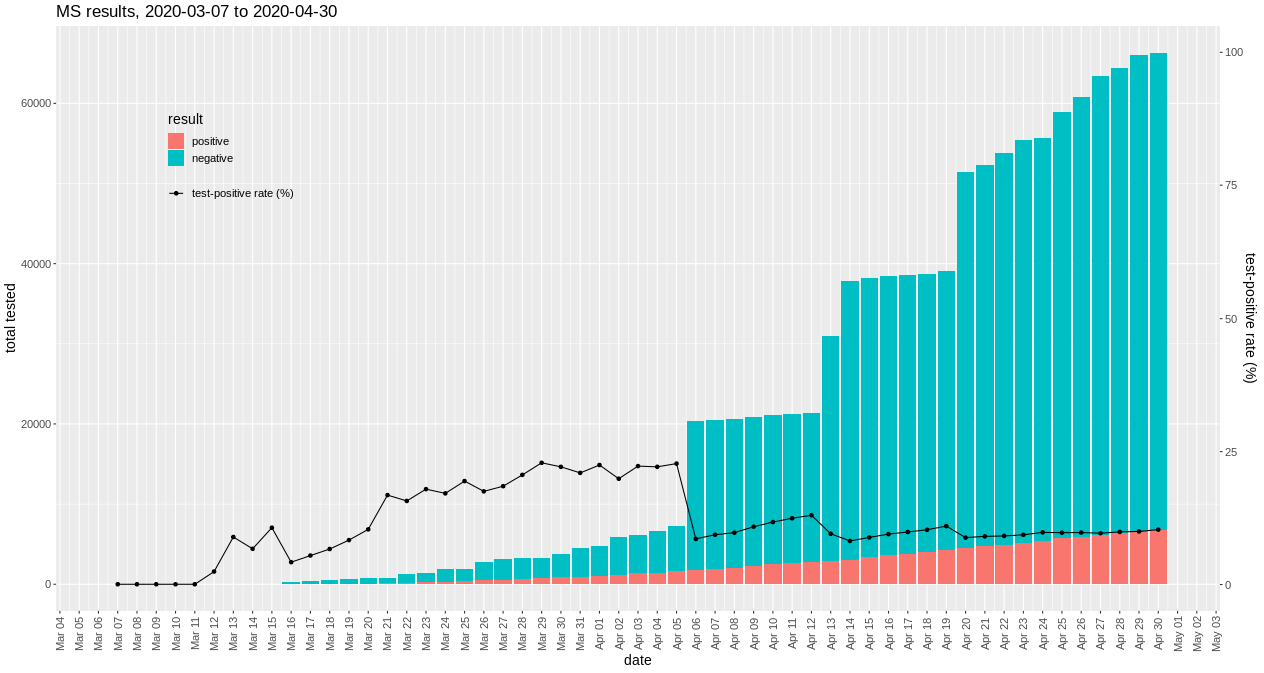 MS results, 2020-03-07 to 2020-04-30
result
positive
negative
test-positive rate (%)
total tested
60000
40000
20000
0
100
75
50
25
0
test-positive rate (%)
Mar 04
Mar 05
Mar 06
Mar 07
Mar 08
Mar 09
Mar 10
Mar 11
Mar 12
Mar 13
Mar 14
Mar 15
Mar 16
Mar 17
Mar 18
Mar 19
Mar 20
Mar 21
Mar 22
Mar 23
Mar 24
Mar 25
Mar 26
Mar 27
Mar 28
Mar 29
Mar 30
Mar 31
Apr 01
Apr 02
Apr 03
Apr 04
Apr 05
Apr 06
Apr 07
Apr 08
Apr 09
Apr 10
Apr 11
Apr 12
Apr 13
Apr 14
Apr 15
Apr 16
Apr 17
Apr 18
Apr 19
Apr 20
Apr 21
Apr 22
Apr 23
Apr 24
Apr 25
Apr 26
Apr 27
Apr 28
Apr 29
Apr 30
May 01
May 02
May 03
date